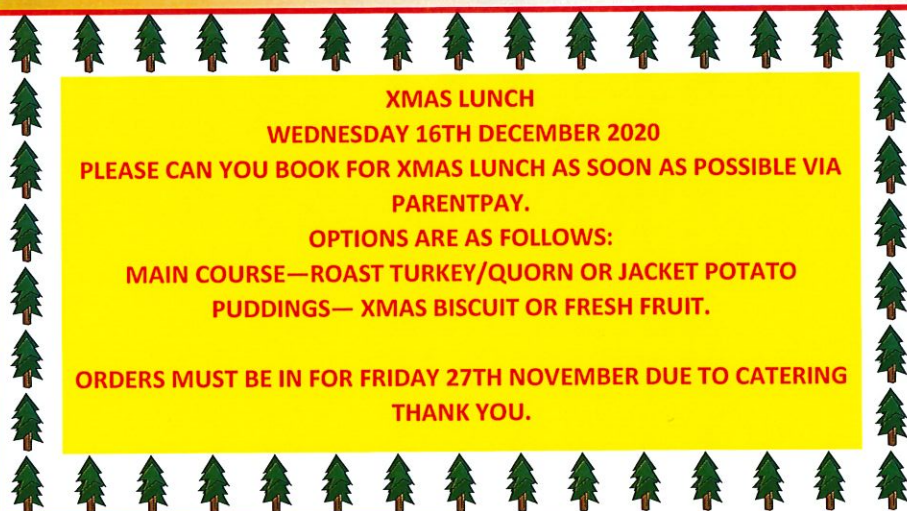 XMAS LUNCH
WEDNESDAY 16TH DECEMBER 2020
PLEASE CAN YOU BOOK FOR XMAS LUNCH AS SOON AS POSSIBLE VIA
PARENTPAY.
OPTIONS ARE AS FOLLOWS:
MAIN COURSE—ROAST TURKEY/QUORN OR JACKET POTATO
PUDDINGS— XMAS BISCUIT OR FRESH FRUIT.
ORDERS MUST BE IN FOR FRIDAY 27TH NOVEMBER DUE TO CATERING
THANK YOU.